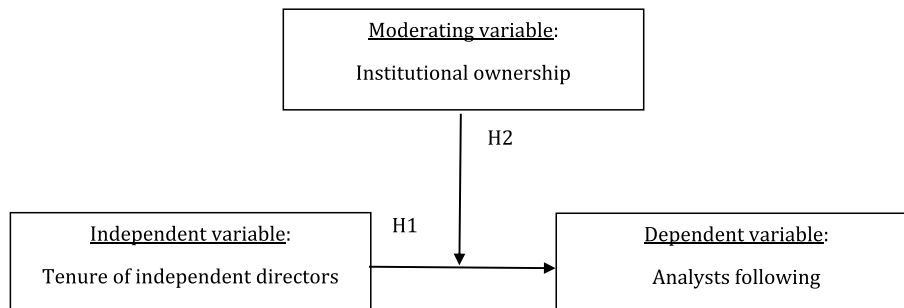 Moderating variable:
Institutional ownership
H2
H1
Independent variable:
Tenure of independent directors
Dependent variable:
Analysts following